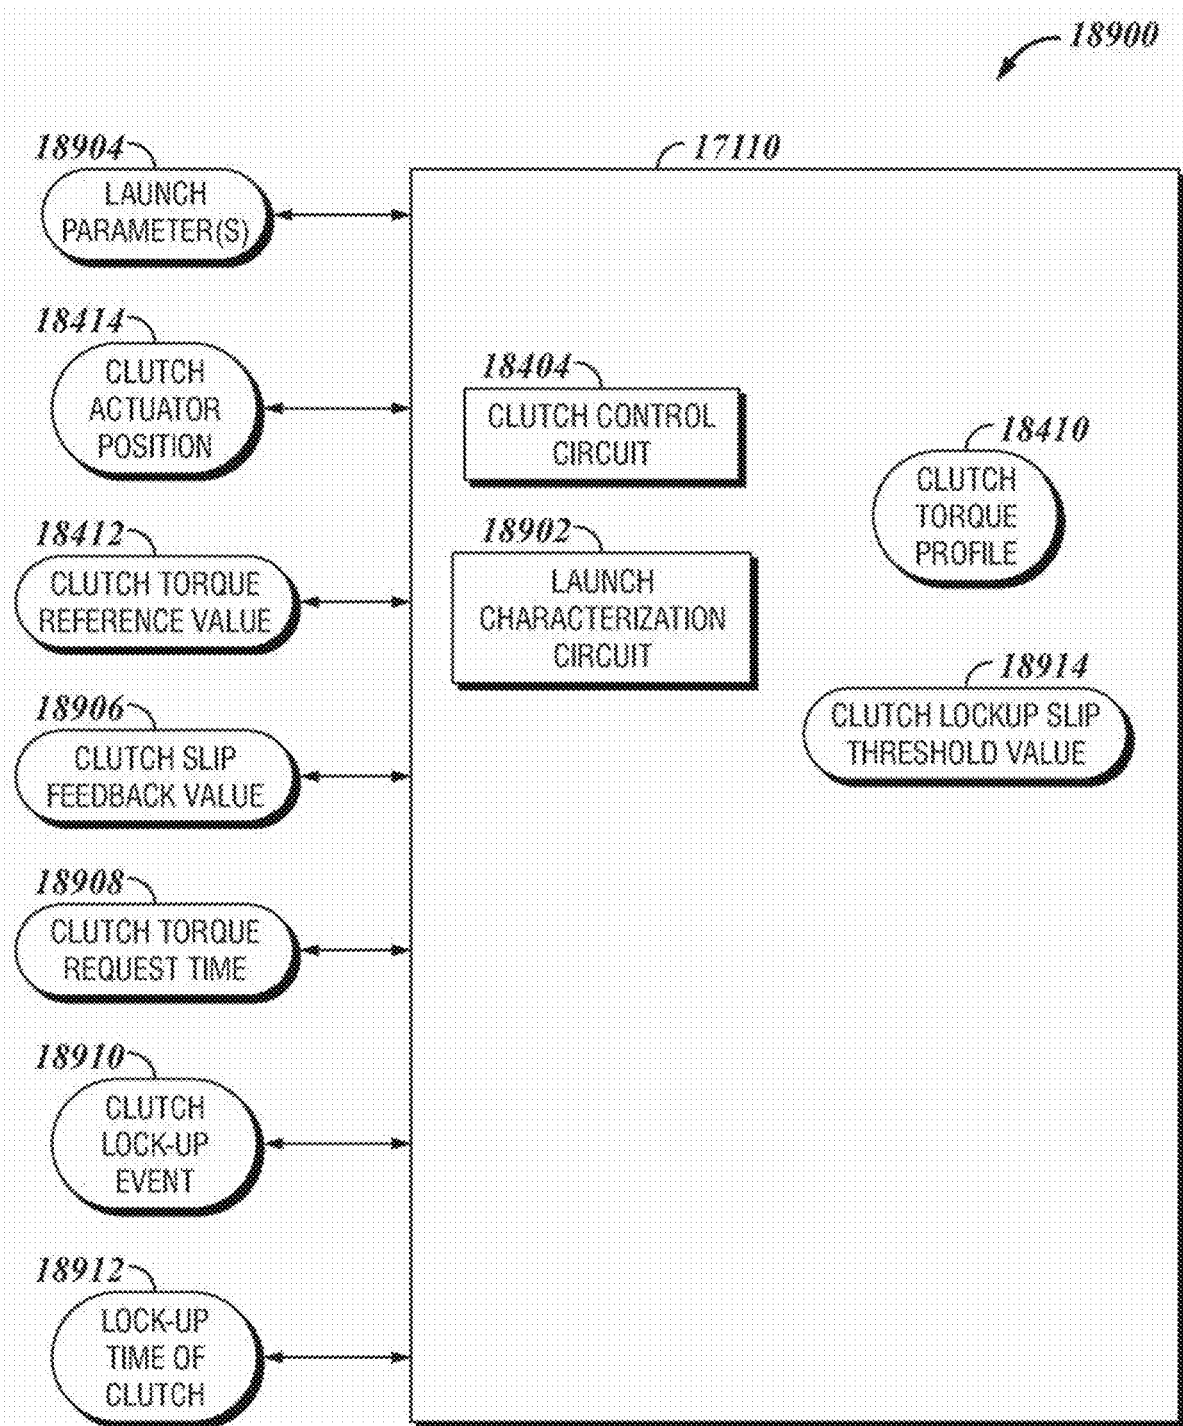 18900
18904
LAUNCH
PARAMETER(S)
17110
18414
CLUTCH
ACTUATOR
POSITION
18404
CLUTCH CONTROL
CIRCUIT
18410
CLUTCH
TORQUE
PROFILE
18412
CLUTCH TORQUE
REFERENCE VALUE
18902
LAUNCH
CHARACTERIZATION
CIRCUIT
18914
CLUTCH LOCKUP SLIP
THRESHOLD VALUE
18906
CLUTCH SLIP
FEEDBACK VALUE
18908
CLUTCH TORQUE
REQUEST TIME
18910
CLUTCH
LOCK-UP
EVENT
18912
LOCK-UP
TIME OF
CLUTCH